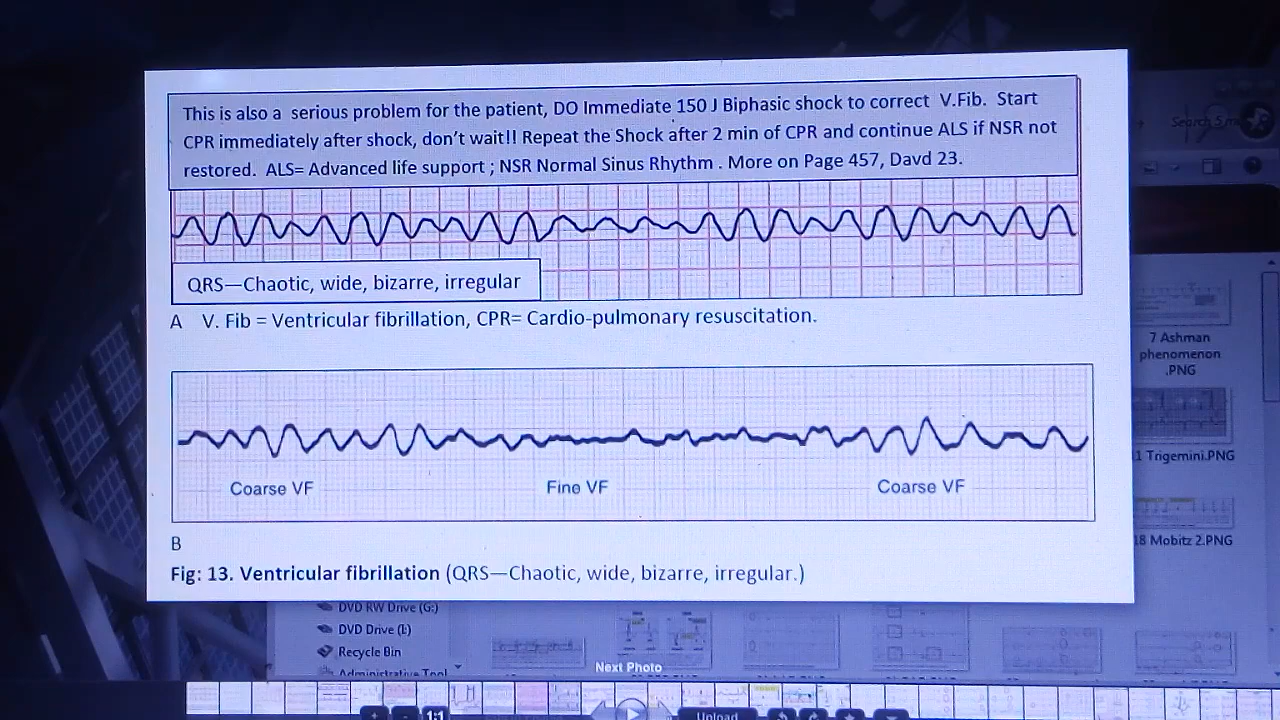 This is also a serious problem for the patient, DO Immediate 150 J Biphasic shock to correct V.Fib. Start
CPR immediately after shock, don't wait!! Repeat the Shock after 2 min of CPR and continue ALS if NSR not
restored. ALS= Advanced life support ; NSR Normal Sinus Rhythm . More on Page 457, Davd 23.
QRS—Chaotic, wide, bizarre, irregular
A V. Fib = Ventricular fibrillation, CPR= Cardio-pulmonary resuscitation.
Coarse VF Fine VF Coarse VF
B
Fig: 13. Ventricular fibrillation (QRS—Chaotic, wide, bizarre, irregular.)
7 Ashman
phenomenon
.PNG
1 Trigemini.PNG
18 Mobitz 2.PNG
DVD RW Drive (G:)
DVD Drive (I:)
Recycle Bin
Administrative Tool
Next Photo
1:1
Upload